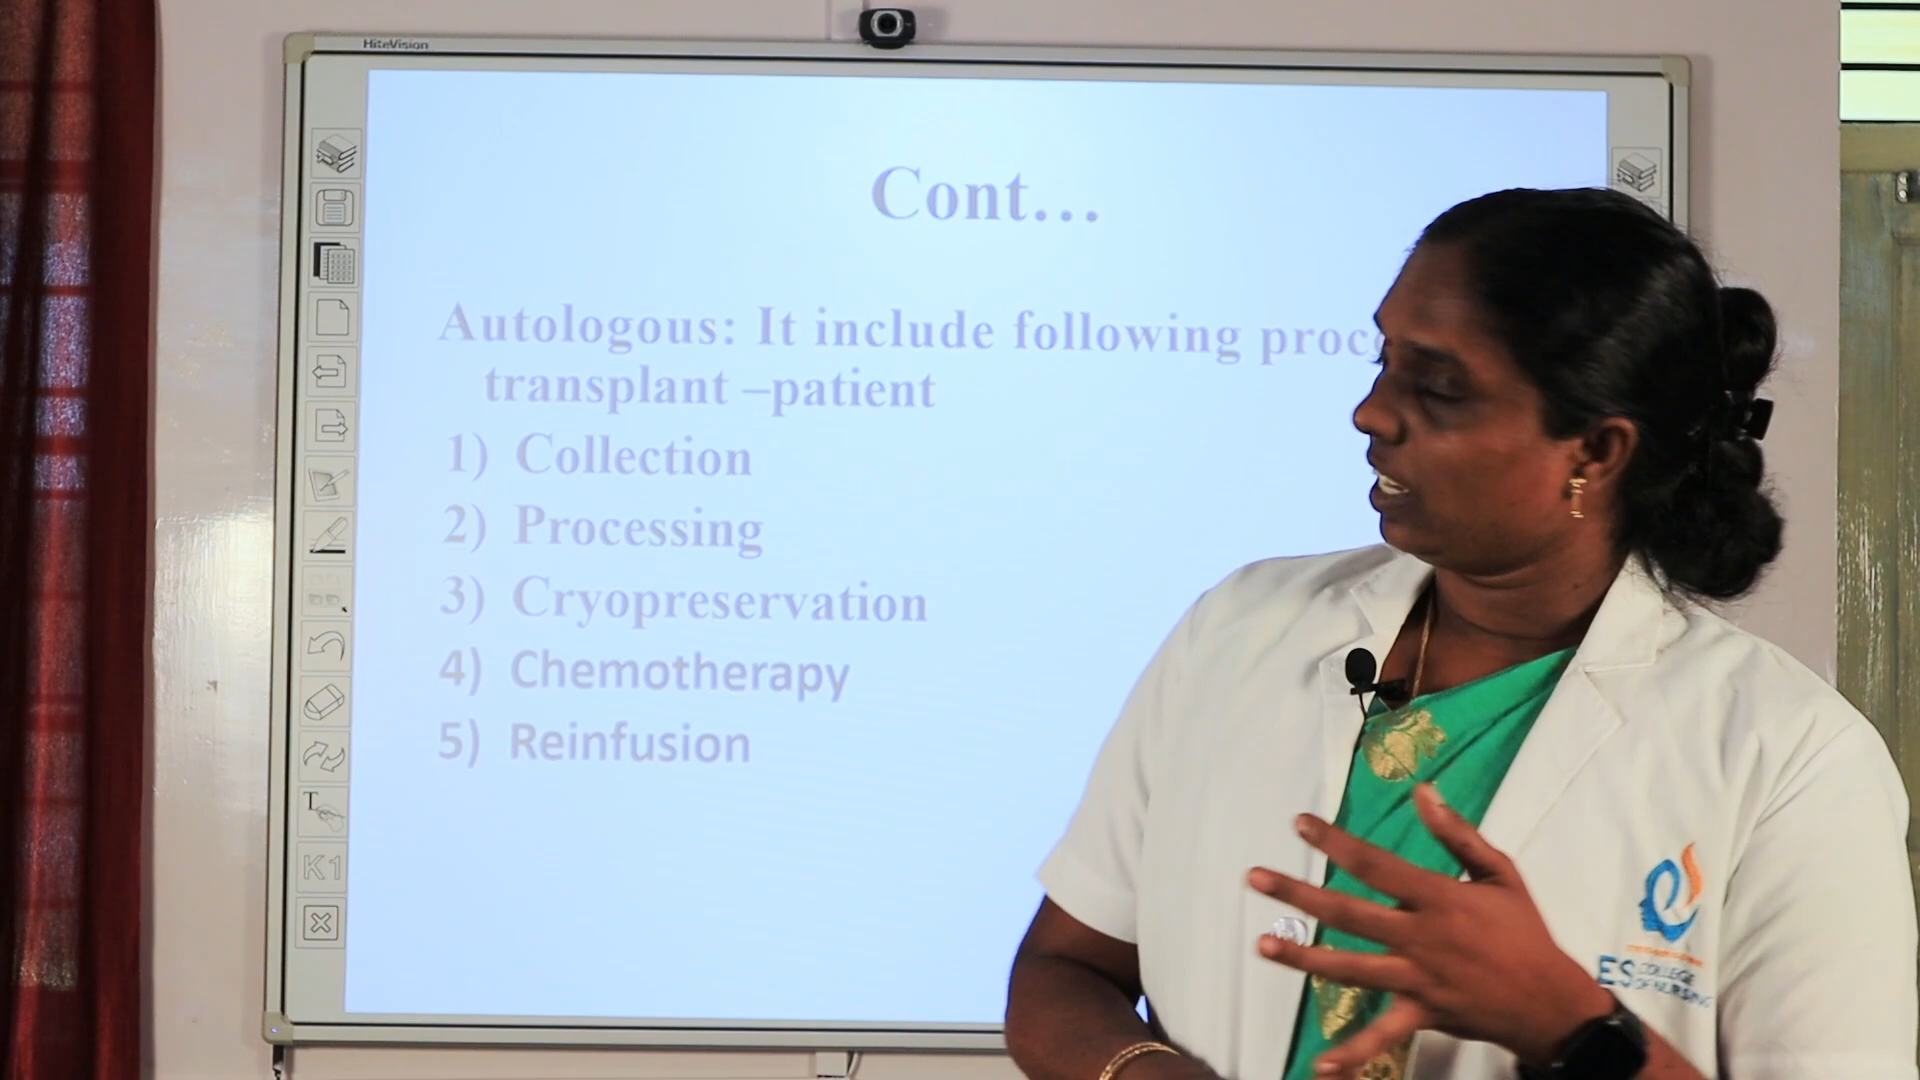 HiteVision
Cont...
Autologous: It include following
transplant –patient
1) Collection
2) Processing
3) Cryopreservation
4) Chemotherapy
5) Reinfusion
T
K1
ES COLLEGE
OF NURSING